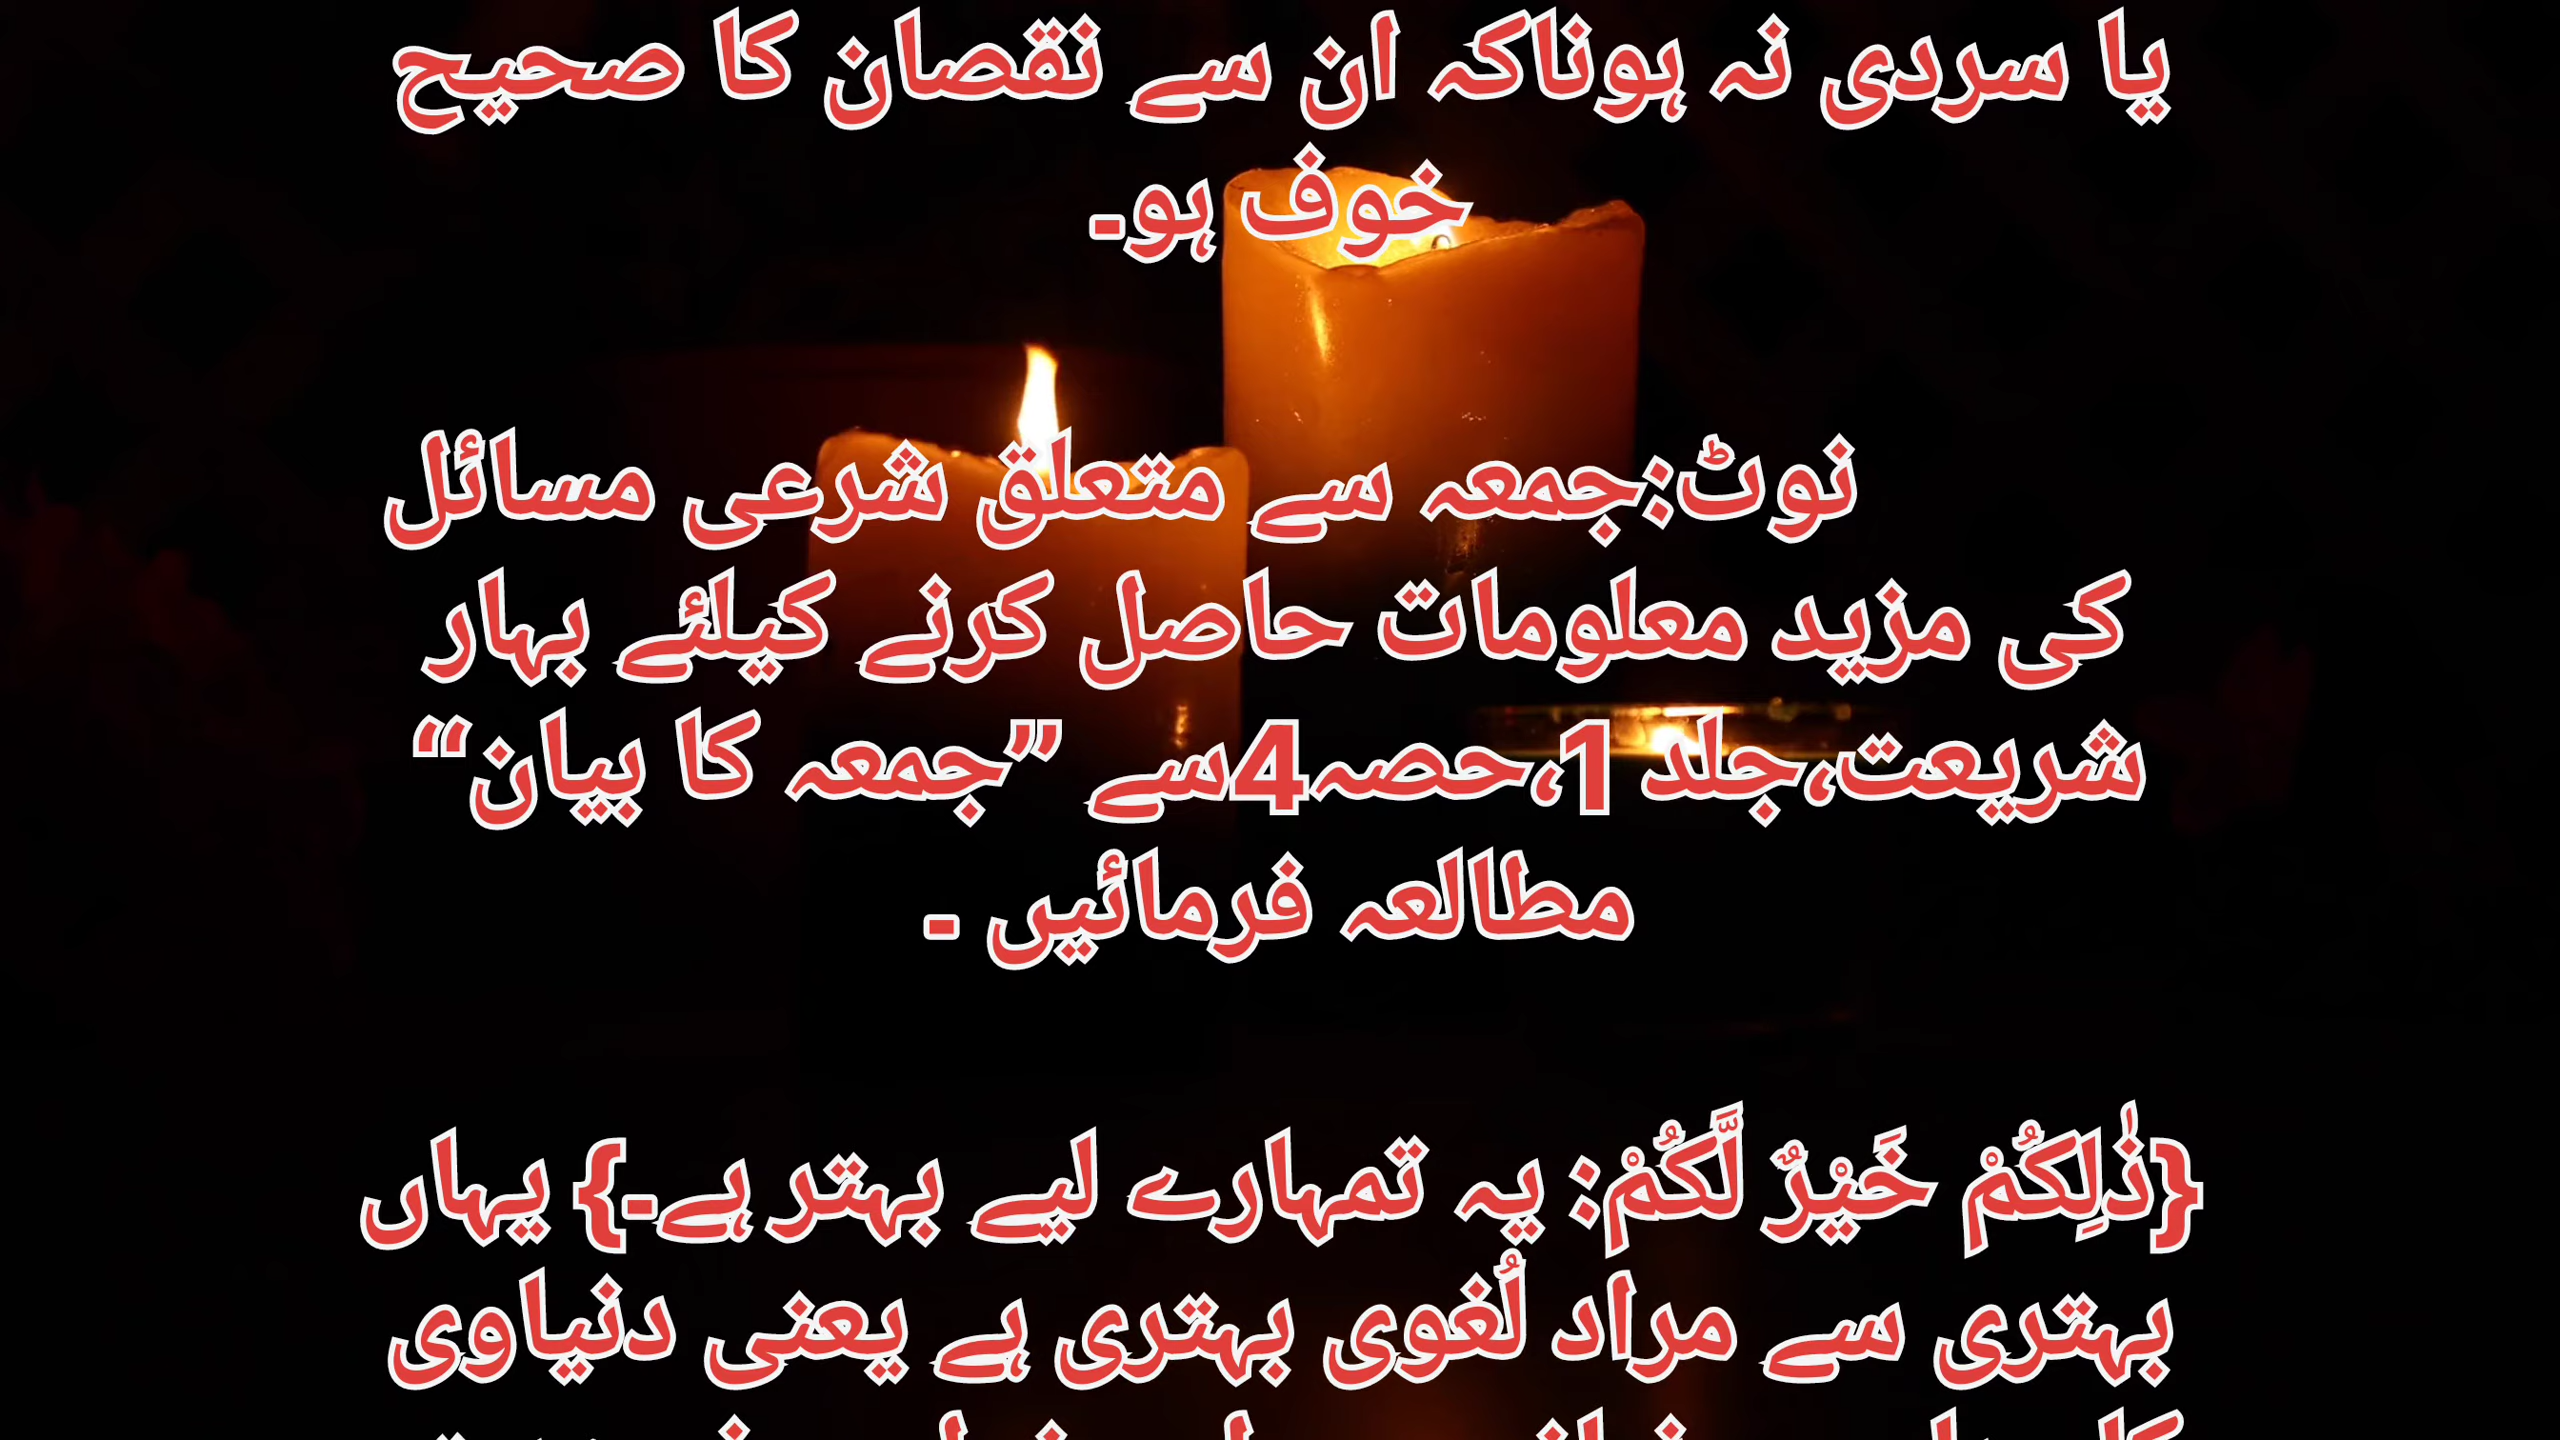 یا سردی نہ ہوناکہ ان سے نقصان کا صحیح
خوف ہو۔
نوٹ:جمعہ سے متعلق شرعی مسائل
کی مزید معلومات حاصل کرنے کیلئے بہار
شریعت،جلد 1،حصہ4سے ’’جمعہ کا بیان‘‘
مطالعہ فرمائیں ۔
{ذٰلِكُمْ خَیْرٌ لَّكُمْ: یہ تمہارے لیے بہتر ہے۔} یہاں
بہتری سے مراد لُغوی بہتری ہے یعنی دنیاوی